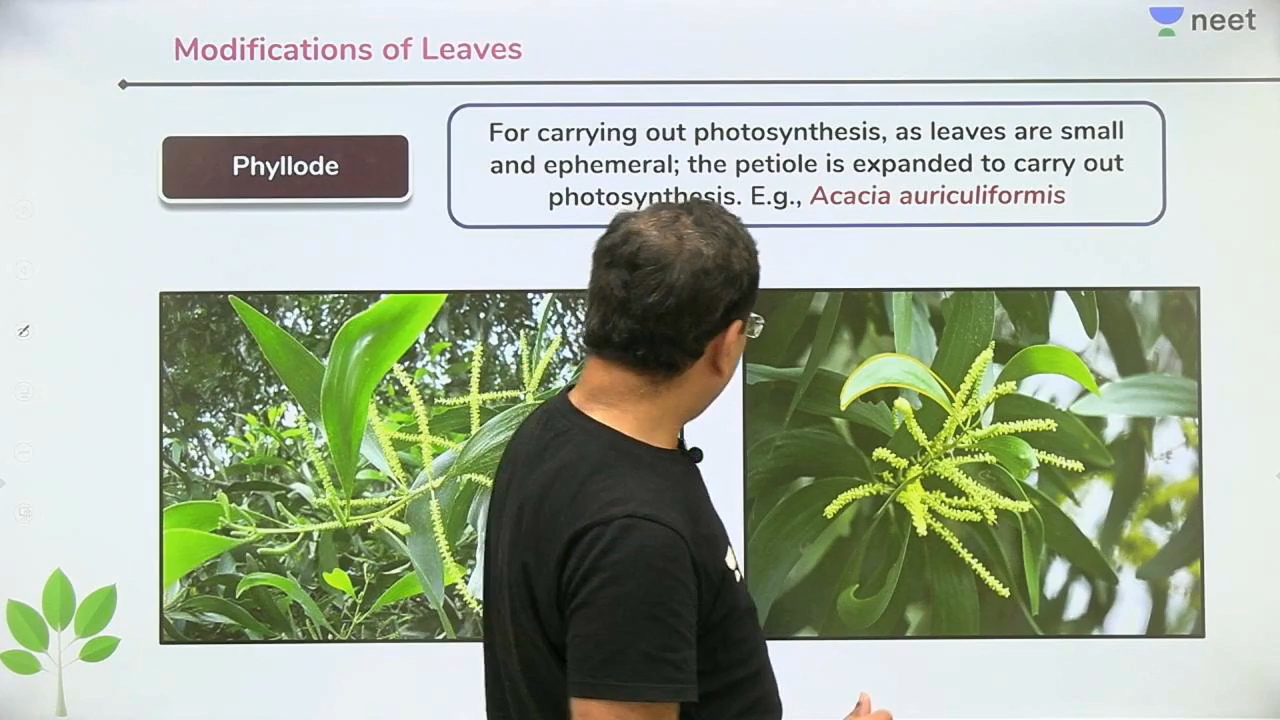 neet
Modifications of Leaves
Phyllode
For carrying out photosynthesis, as leaves are small
and ephemeral; the petiole is expanded to carry out
photosynthesis. E.g., Acacia auriculiformis